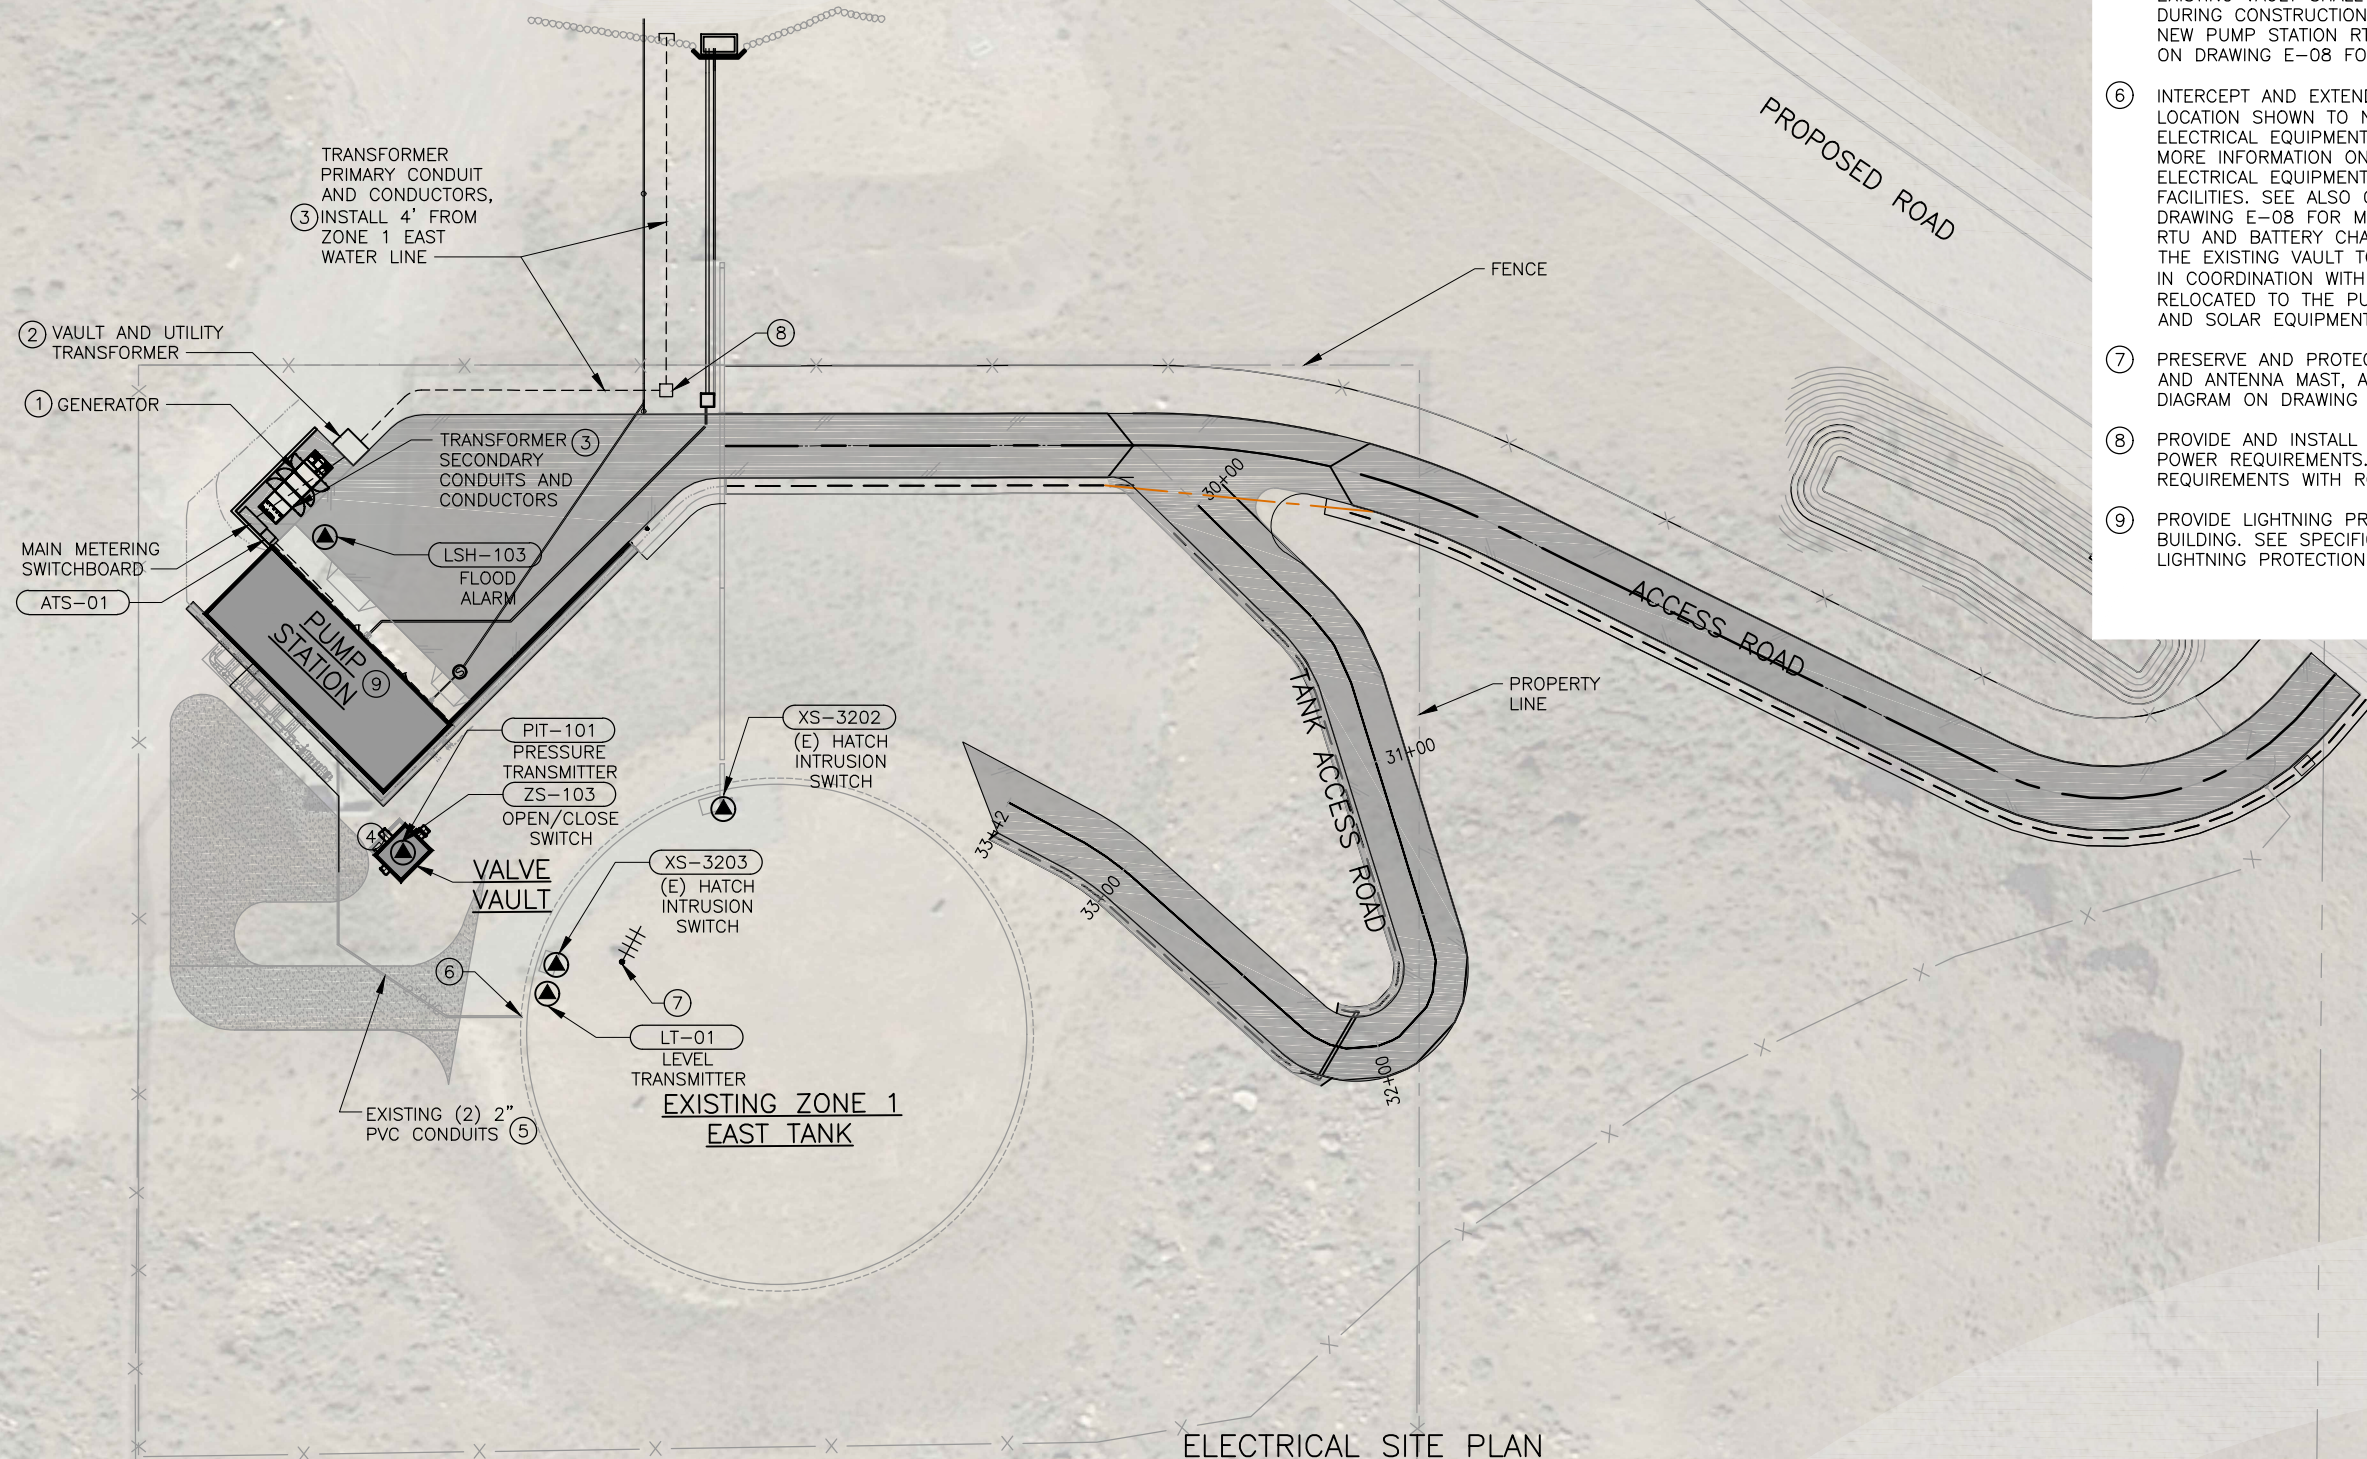 TRANSFORMER
PRIMARY CONDUIT
AND CONDUCTORS,
3 INSTALL 4' FROM
ZONE 1 EAST
WATER LINE
2 VAULT AND UTILITY
TRANSFORMER
1 GENERATOR
8
TRANSFORMER 3
SECONDARY
CONDUITS AND
CONDUCTORS
MAIN METERING
SWITCHBOARD
ATS-01
LSH-103
FLOOD
ALARM
PUMP
STATION
9
PIT-101
PRESSURE
TRANSMITTER
ZS-103
OPEN/CLOSE
SWITCH
4
VALVE
VAULT
XS-3202
(E) HATCH
INTRUSION
SWITCH
XS-3203
(E) HATCH
INTRUSION
SWITCH
6
7
LT-01
LEVEL
TRANSMITTER
EXISTING ZONE 1
EAST TANK
EXISTING (2) 2"
PVC CONDUITS 5
FENCE
PROPOSED ROAD
ACCESS ROAD
PROPERTY
LINE
TANK ACCESS ROAD
30+00
31+00
32+00
33+00
33+42
DURING CONSTRUCTION
NEW PUMP STATION
ON DRAWING E-08
6 INTERCEPT AND
LOCATION SHOWN TO
ELECTRICAL EQUIPMENT
MORE INFORMATION ON
ELECTRICAL EQUIPMENT
FACILITIES. SEE ALSO
DRAWING E-08 FOR
RTU AND BATTERY
THE EXISTING VAULT
IN COORDINATION WITH
RELOCATED TO THE
AND SOLAR EQUIPMENT
7 PRESERVE AND
AND ANTENNA MAST,
DIAGRAM ON DRAWING
8 PROVIDE AND INSTALL
POWER REQUIREMENTS.
REQUIREMENTS WITH
9 PROVIDE LIGHTNING
BUILDING. SEE
LIGHTNING PROTECTION
ELECTRICAL SITE PLAN